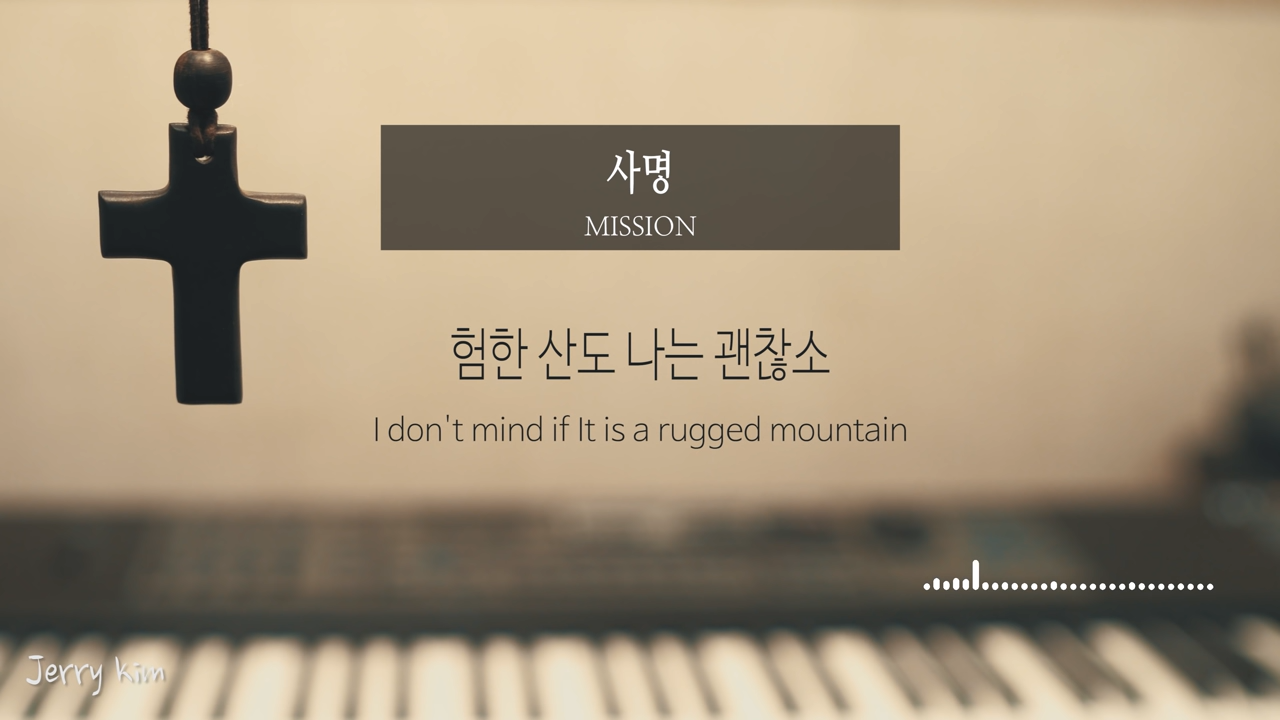 사명
MISSION
험한 산도 나는 괜찮소
I don't mind if It is a rugged mountain
Jerry Kim